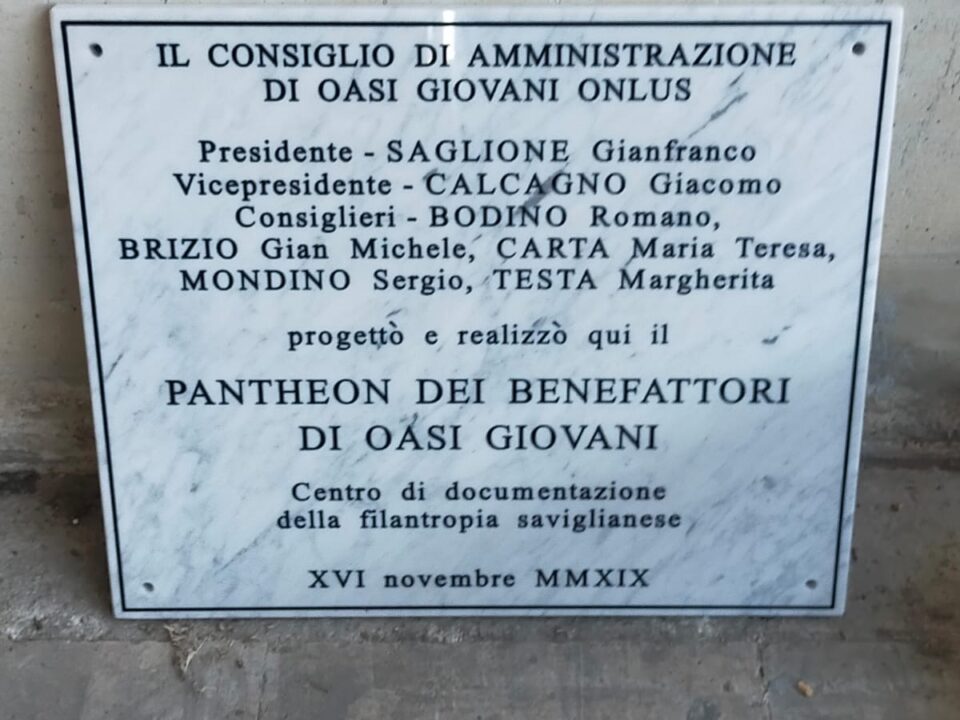 IL CONSIGLIO DI AMMINISTRAZIONE
DI OASI GIOVANI ONLUS
Presidente - SAGLIONE Gianfranco
Vicepresidente - CALCAGNO Giacomo
Consiglieri - BODINO Romano,
BRIZIO Gian Michele, CARTA Maria Teresa,
MONDINO Sergio, TESTA Margherita
progettò e realizzò qui il
PANTHEON DEI BENEFATTORI
DI OASI GIOVANI
Centro di documentazione
della filantropia saviglianese
XVI novembre MMXIX